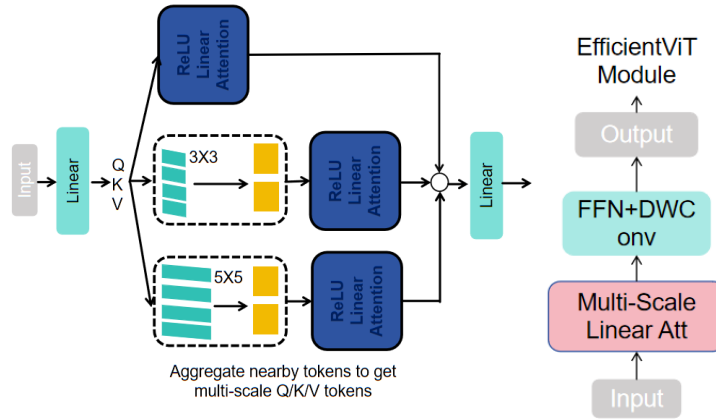 Input
Linear
Q
K
V
ReLU
Linear
Attention
3X3
ReLU
Linear
Attention
5X5
ReLU
Linear
Attention
Linear
Aggregate nearby tokens to get
multi-scale Q/K/V tokens
EfficientViT
Module
Output
FFN+DWC
onv
Multi-Scale
Linear Att
Input